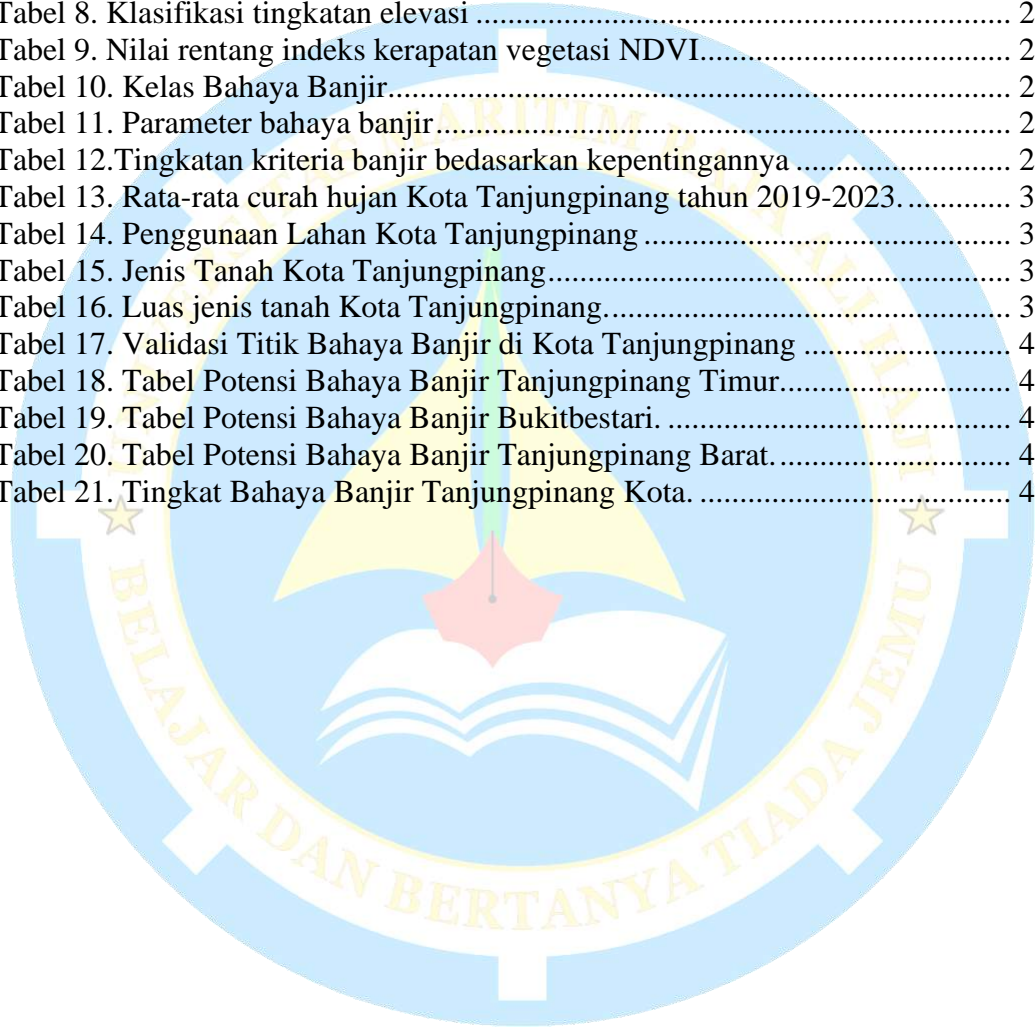 Tabel 8. Klasifikasi tingkatan elevasi ........................................................................ 2
Tabel 9. Nilai rentang indeks kerapatan vegetasi NDVI.......................................... 2
Tabel 10. Kelas Bahaya Banjir.................................................................................... 2
Tabel 11. Parameter bahaya banjir .............................................................................. 2
Tabel 12.Tingkatan kriteria banjir bedasarkan kepentingannya ............................. 2
Tabel 13. Rata-rata curah hujan Kota Tanjungpinang tahun 2019-2023. .............. 3
Tabel 14. Penggunaan Lahan Kota Tanjungpinang ................................................. 3
Tabel 15. Jenis Tanah Kota Tanjungpinang............................................................... 3
Tabel 16. Luas jenis tanah Kota Tanjungpinang. ...................................................... 3
Tabel 17. Validasi Titik Bahaya Banjir di Kota Tanjungpinang ............................ 4
Tabel 18. Tabel Potensi Bahaya Banjir Tanjungpinang Timur............................... 4
Tabel 19. Tabel Potensi Bahaya Banjir Bukitbestari. ............................................... 4
Tabel 20. Tabel Potensi Bahaya Banjir Tanjungpinang Barat. ............................... 4
Tabel 21. Tingkat Bahaya Banjir Tanjungpinang Kota. .......................................... 4
UNIVERSITAS MARITIM RAJA ALI HAJI
BELAJAR DAN BERTANYA TIADA JEMU